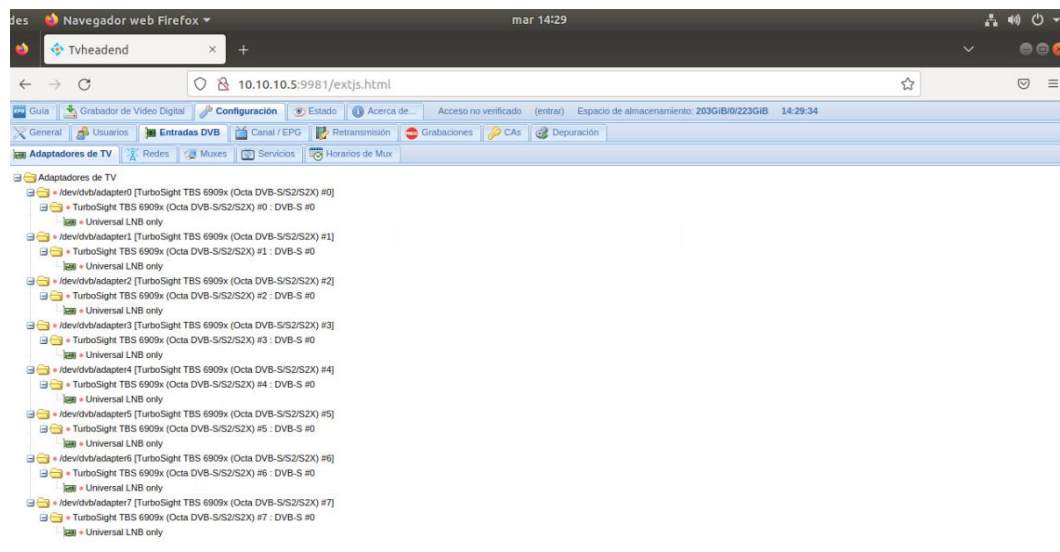 des Navegador web Firefox mar 14:29
Tvheadend × +
10.10.10.5:9981/extjs.html
EPG Guía Grabador de Vídeo Digital Configuración Estado Acerca de... Acceso no verificado (entrar) Espacio de almacenamiento: 203GiB/0/223GiB 14:29:34
General Usuarios Entradas DVB Canal / EPG Retransmisión Grabaciones CAs Depuración
Adaptadores de TV Redes Muxes Servicios Horarios de Mux
Adaptadores de TV
/dev/dvb/adapter0 [TurboSight TBS 6909x (Octa DVB-S/S2/S2X) #0]
TurboSight TBS 6909x (Octa DVB-S/S2/S2X) #0 : DVB-S #0
Universal LNB only
/dev/dvb/adapter1 [TurboSight TBS 6909x (Octa DVB-S/S2/S2X) #1]
TurboSight TBS 6909x (Octa DVB-S/S2/S2X) #1 : DVB-S #0
Universal LNB only
/dev/dvb/adapter2 [TurboSight TBS 6909x (Octa DVB-S/S2/S2X) #2]
TurboSight TBS 6909x (Octa DVB-S/S2/S2X) #2 : DVB-S #0
Universal LNB only
/dev/dvb/adapter3 [TurboSight TBS 6909x (Octa DVB-S/S2/S2X) #3]
TurboSight TBS 6909x (Octa DVB-S/S2/S2X) #3 : DVB-S #0
Universal LNB only
/dev/dvb/adapter4 [TurboSight TBS 6909x (Octa DVB-S/S2/S2X) #4]
TurboSight TBS 6909x (Octa DVB-S/S2/S2X) #4 : DVB-S #0
Universal LNB only
/dev/dvb/adapter5 [TurboSight TBS 6909x (Octa DVB-S/S2/S2X) #5]
TurboSight TBS 6909x (Octa DVB-S/S2/S2X) #5 : DVB-S #0
Universal LNB only
/dev/dvb/adapter6 [TurboSight TBS 6909x (Octa DVB-S/S2/S2X) #6]
TurboSight TBS 6909x (Octa DVB-S/S2/S2X) #6 : DVB-S #0
Universal LNB only
/dev/dvb/adapter7 [TurboSight TBS 6909x (Octa DVB-S/S2/S2X) #7]
TurboSight TBS 6909x (Octa DVB-S/S2/S2X) #7 : DVB-S #0
Universal LNB only